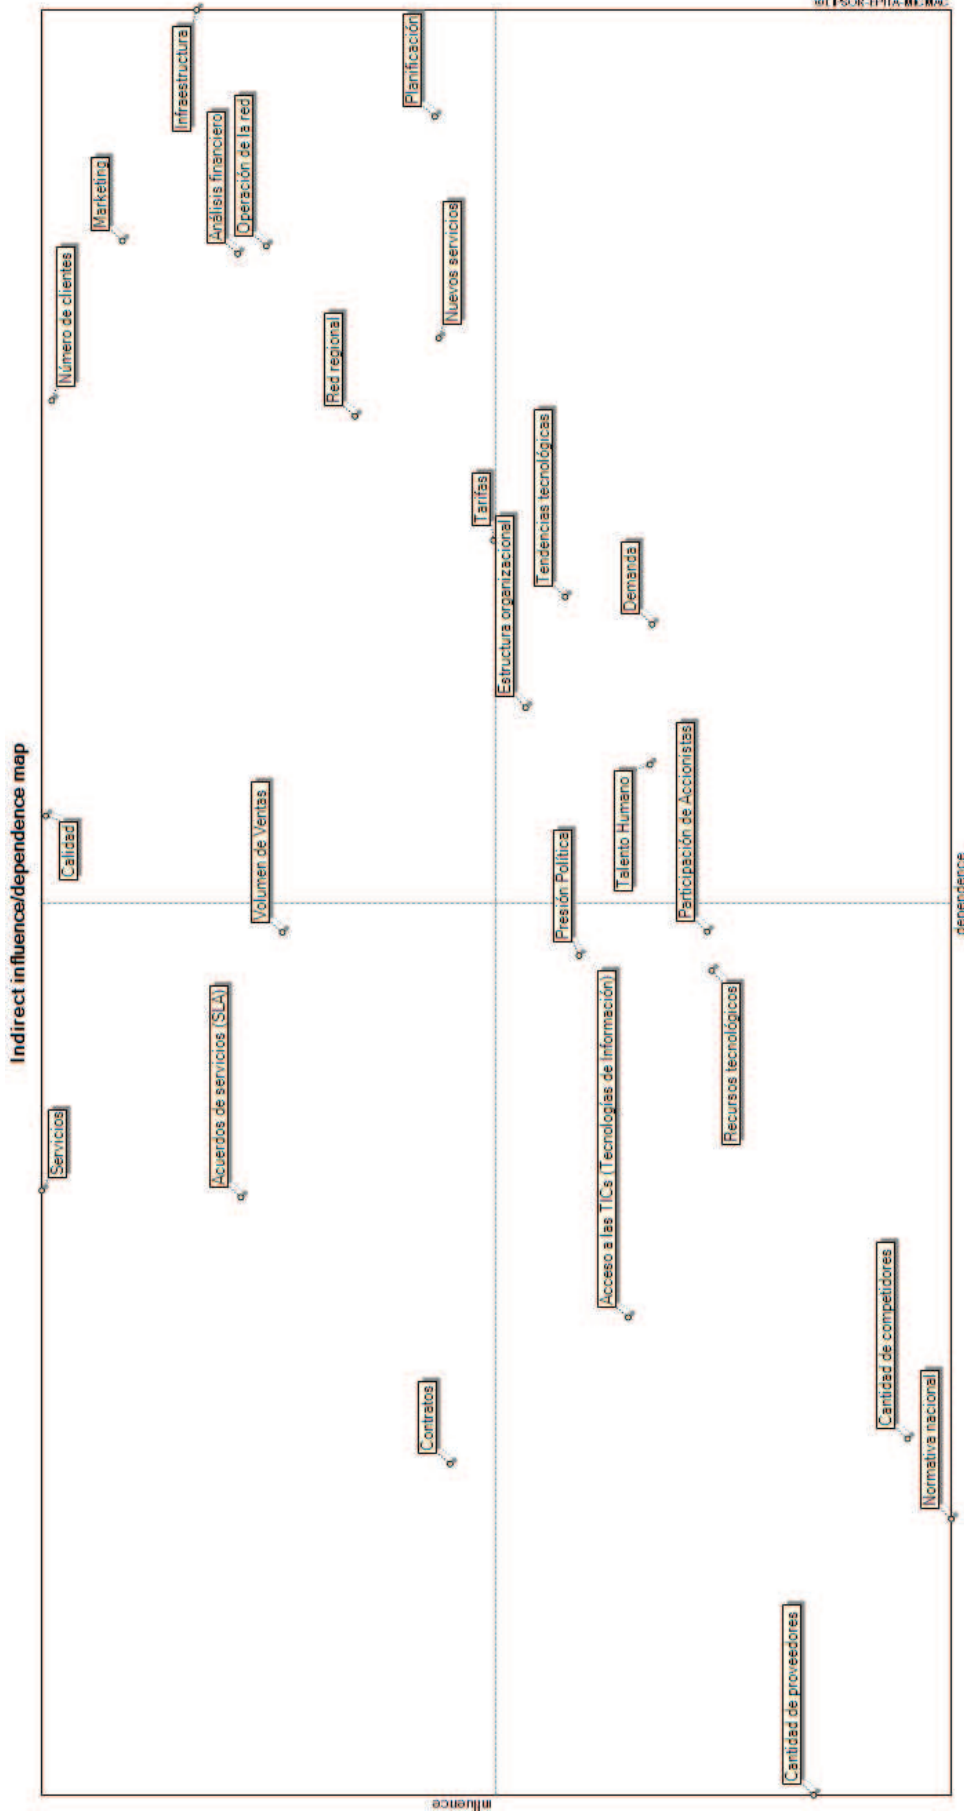 Indirect influence/dependence map
Servicios
Calidad
Número de clientes
Marketing
Infraestructura
Acuerdos de servicios (SLA)
Análisis financiero
Operación de la red
Volumen de Ventas
Red regional
Planificación
Contratos
Nuevos servicios
Tarifas
Estructura organizacional
Tendencias tecnológicas
Presión Política
Acceso a las TICs (Tecnologías de Información)
Talento Humano
Demanda
Participación de Accionistas
Recursos tecnológicos
Cantidad de proveedores
Cantidad de competidores
Normativa nacional
influence
dependence
© LIPSOR-EPITA-MICMAC